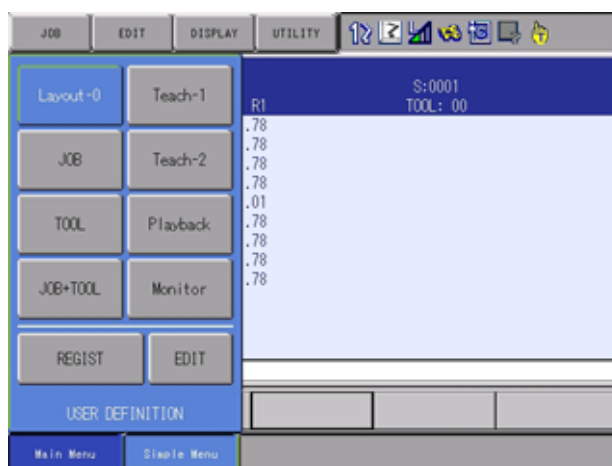 JOB EDIT DISPLAY UTILITY
Layout-0 Teach-1
S:0001
R1 TOOL: 00
JOB Teach-2
TOOL Playback
JOB+TOOL Monitor
.78
.78
.78
.78
.01
.78
.78
.78
.78
REGIST EDIT
USER DEFINITION
Main Menu Simple Menu